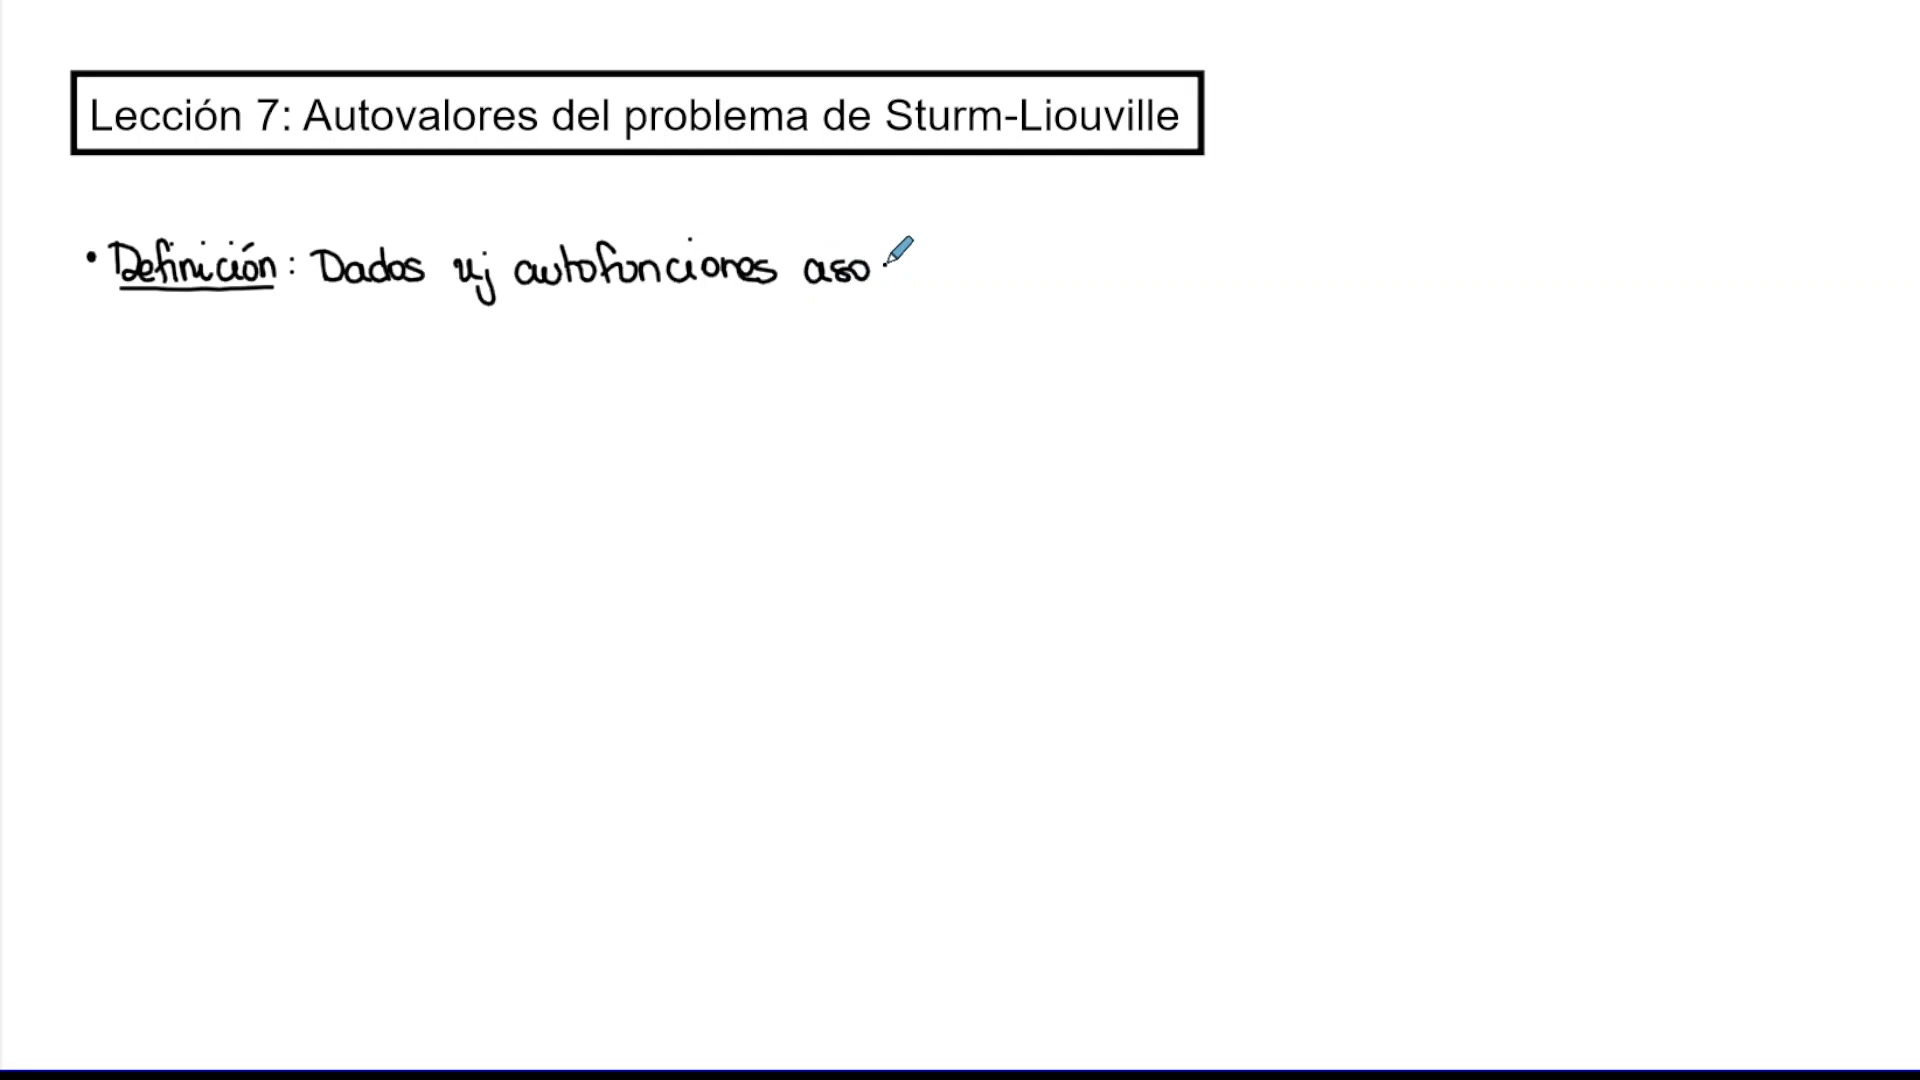 Lección 7: Autovalores del problema de Sturm-Liouville
• Definición: Dados uj autofunciones aso